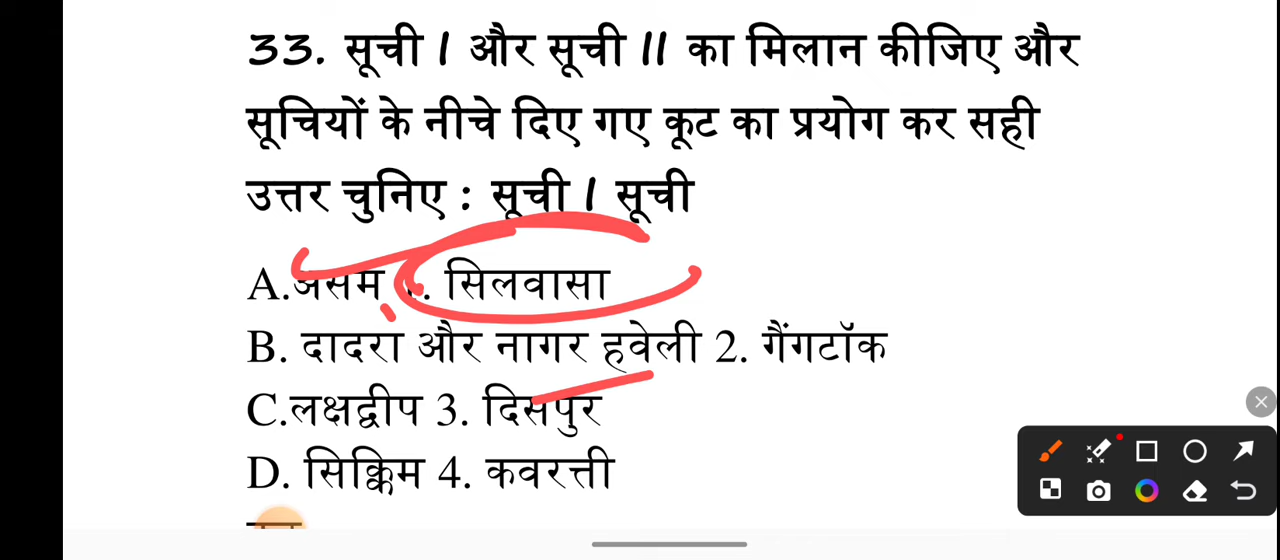 33. सूची I और सूची II का मिलान कीजिए और
सूचियों के नीचे दिए गए कूट का प्रयोग कर सही
उत्तर चुनिए : सूची I सूची
A.असम 1. सिलवासा
B. दादरा और नागर हवेली 2. गैंगटॉक
C.लक्षद्वीप 3. दिसपुर
D. सिक्किम 4. कवरत्ती